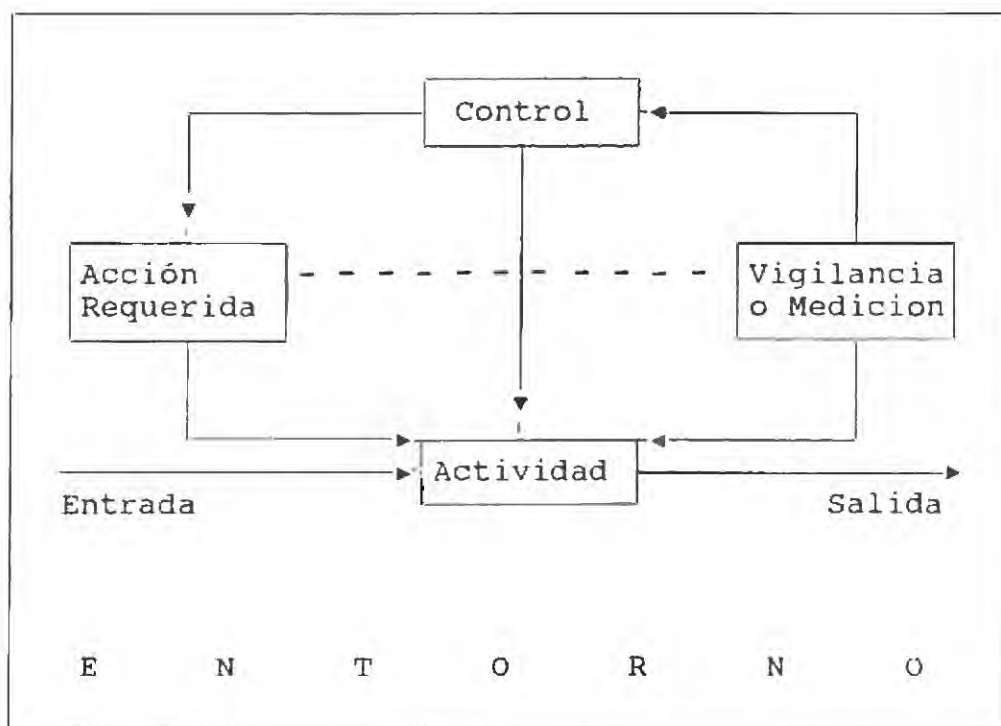 Control
Acción
Requerida
Vigilancia
o Medicion
Actividad
Entrada
Salida
E N T O R N O